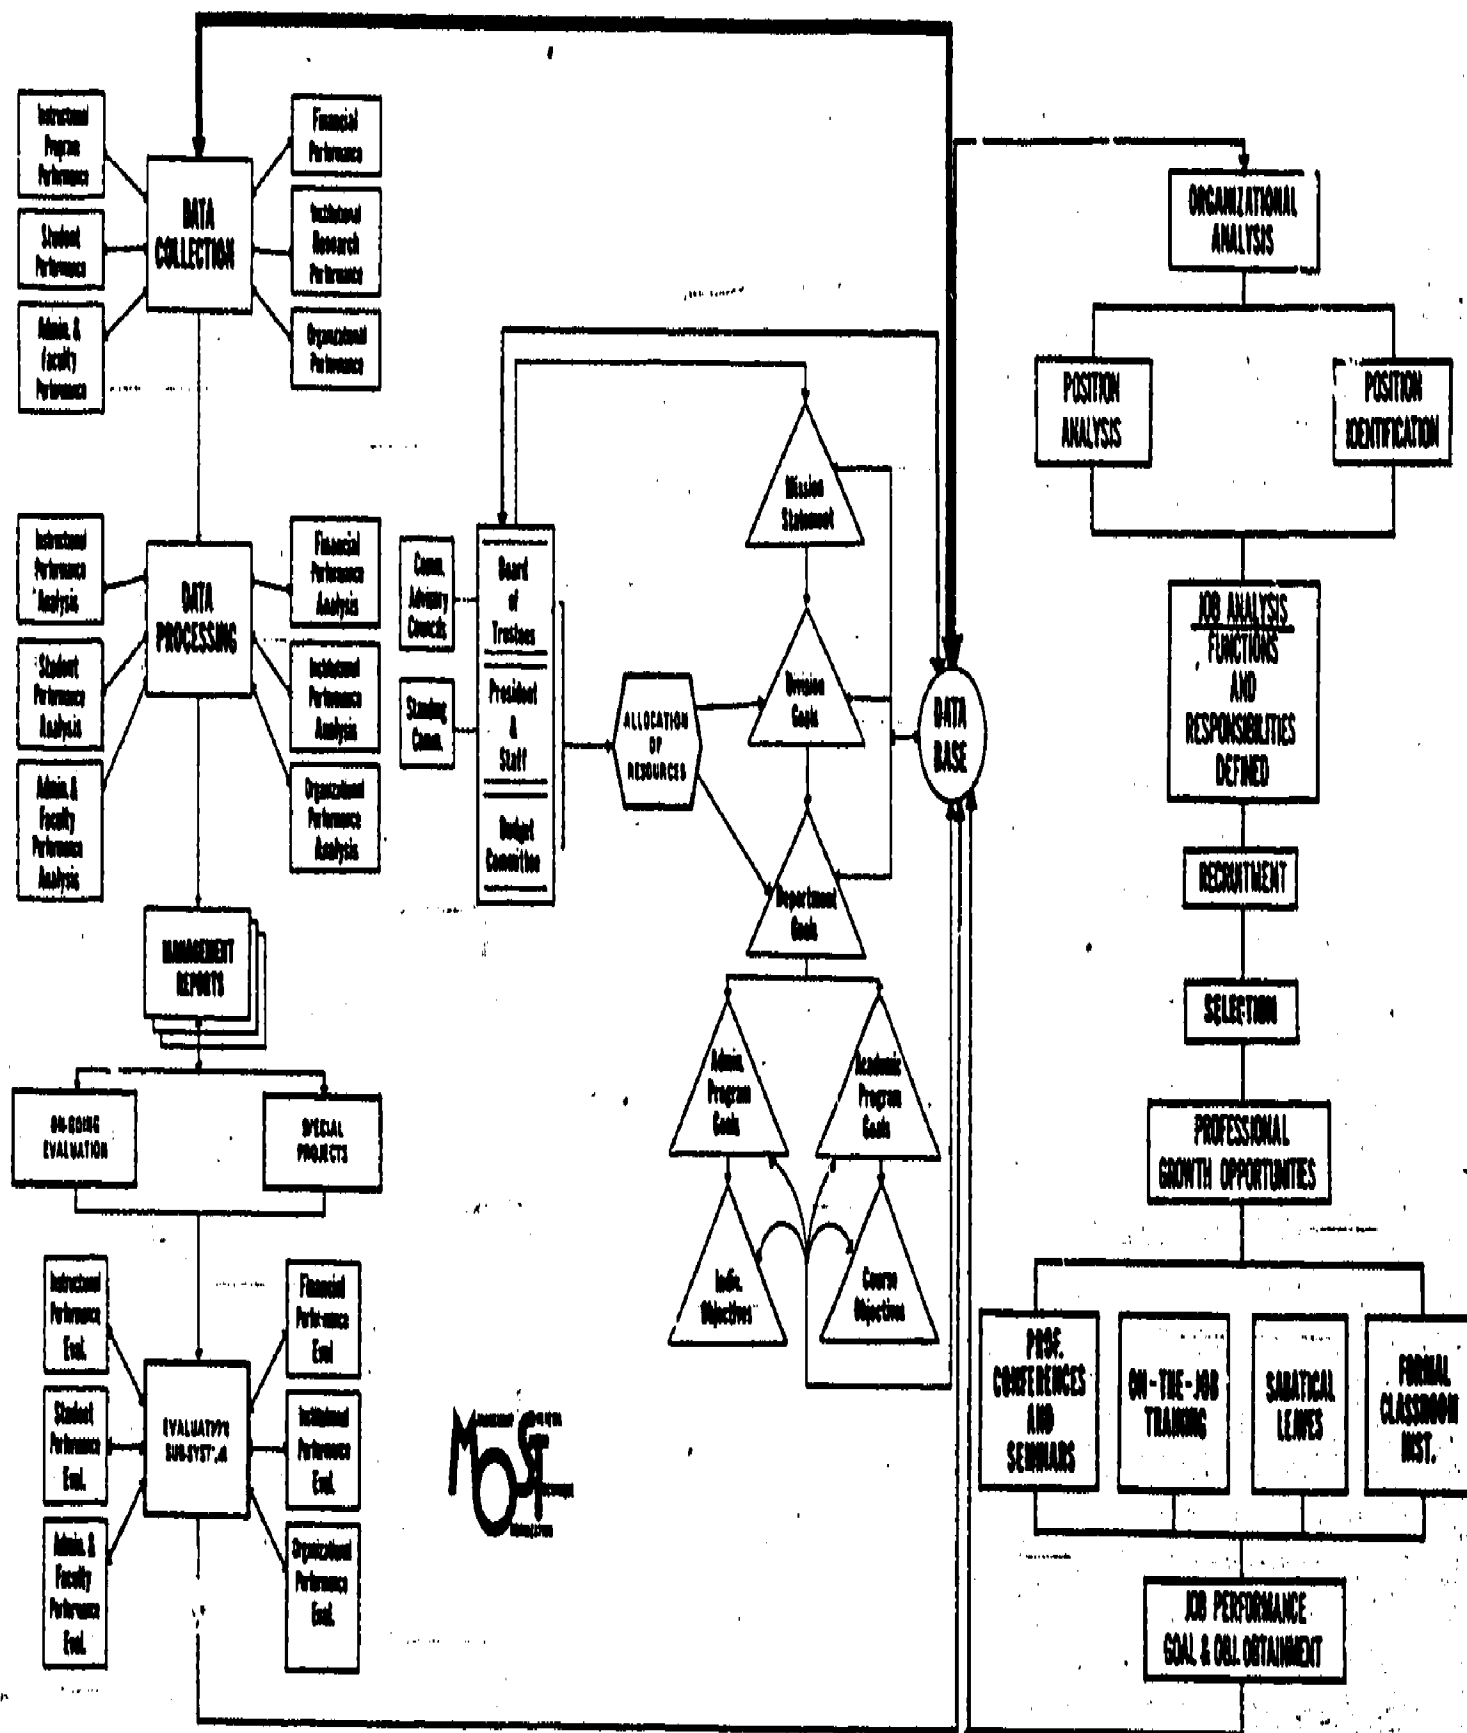 Instructional
Program
Performance
Student
Performance
Admin. &
Faculty
Performance
DATA
COLLECTION
Financial
Performance
Institutional
Research
Performance
Organizational
Performance
Instructional
Performance
Analysis
Student
Performance
Analysis
Admin. &
Faculty
Performance
Analysis
DATA
PROCESSING
Financial
Performance
Analysis
Institutional
Performance
Analysis
Organizational
Performance
Analysis
MANAGEMENT
REPORTS
ON-GOING
EVALUATION
SPECIAL
PROJECTS
Instructional
Performance
Eval.
Student
Performance
Eval.
Admin. &
Faculty
Performance
Eval.
EVALUATION
Financial
Performance
Eval
Institutional
Performance
Eval.
Organizational
Performance
Eval.
Comm.
Advisory
Councils
Standing
Comm.
Board
of
Trustees
President
&
Staff
Budget
Committee
ALLOCATION
OF
RESOURCES
Mission
Statement
Division
Goals
Department
Goals
Admin.
Program
Goals
Academic
Program
Goals
Indiv.
Objectives
Course
Objectives
DATA
BASE
MOST
ORGANIZATIONAL
ANALYSIS
POSITION
ANALYSIS
POSITION
IDENTIFICATION
JOB ANALYSIS
FUNCTIONS
AND
RESPONSIBILITIES
DEFINED
RECRUITMENT
SELECTION
PROFESSIONAL
GROWTH OPPORTUNITIES
PROF.
CONFERENCES
AND
SEMINARS
ON-THE-JOB
TRAINING
SABATICAL
LEAVES
FORMAL
CLASSROOM
INST.
JOB PERFORMANCE
GOAL & OBJ. OBTAINMENT